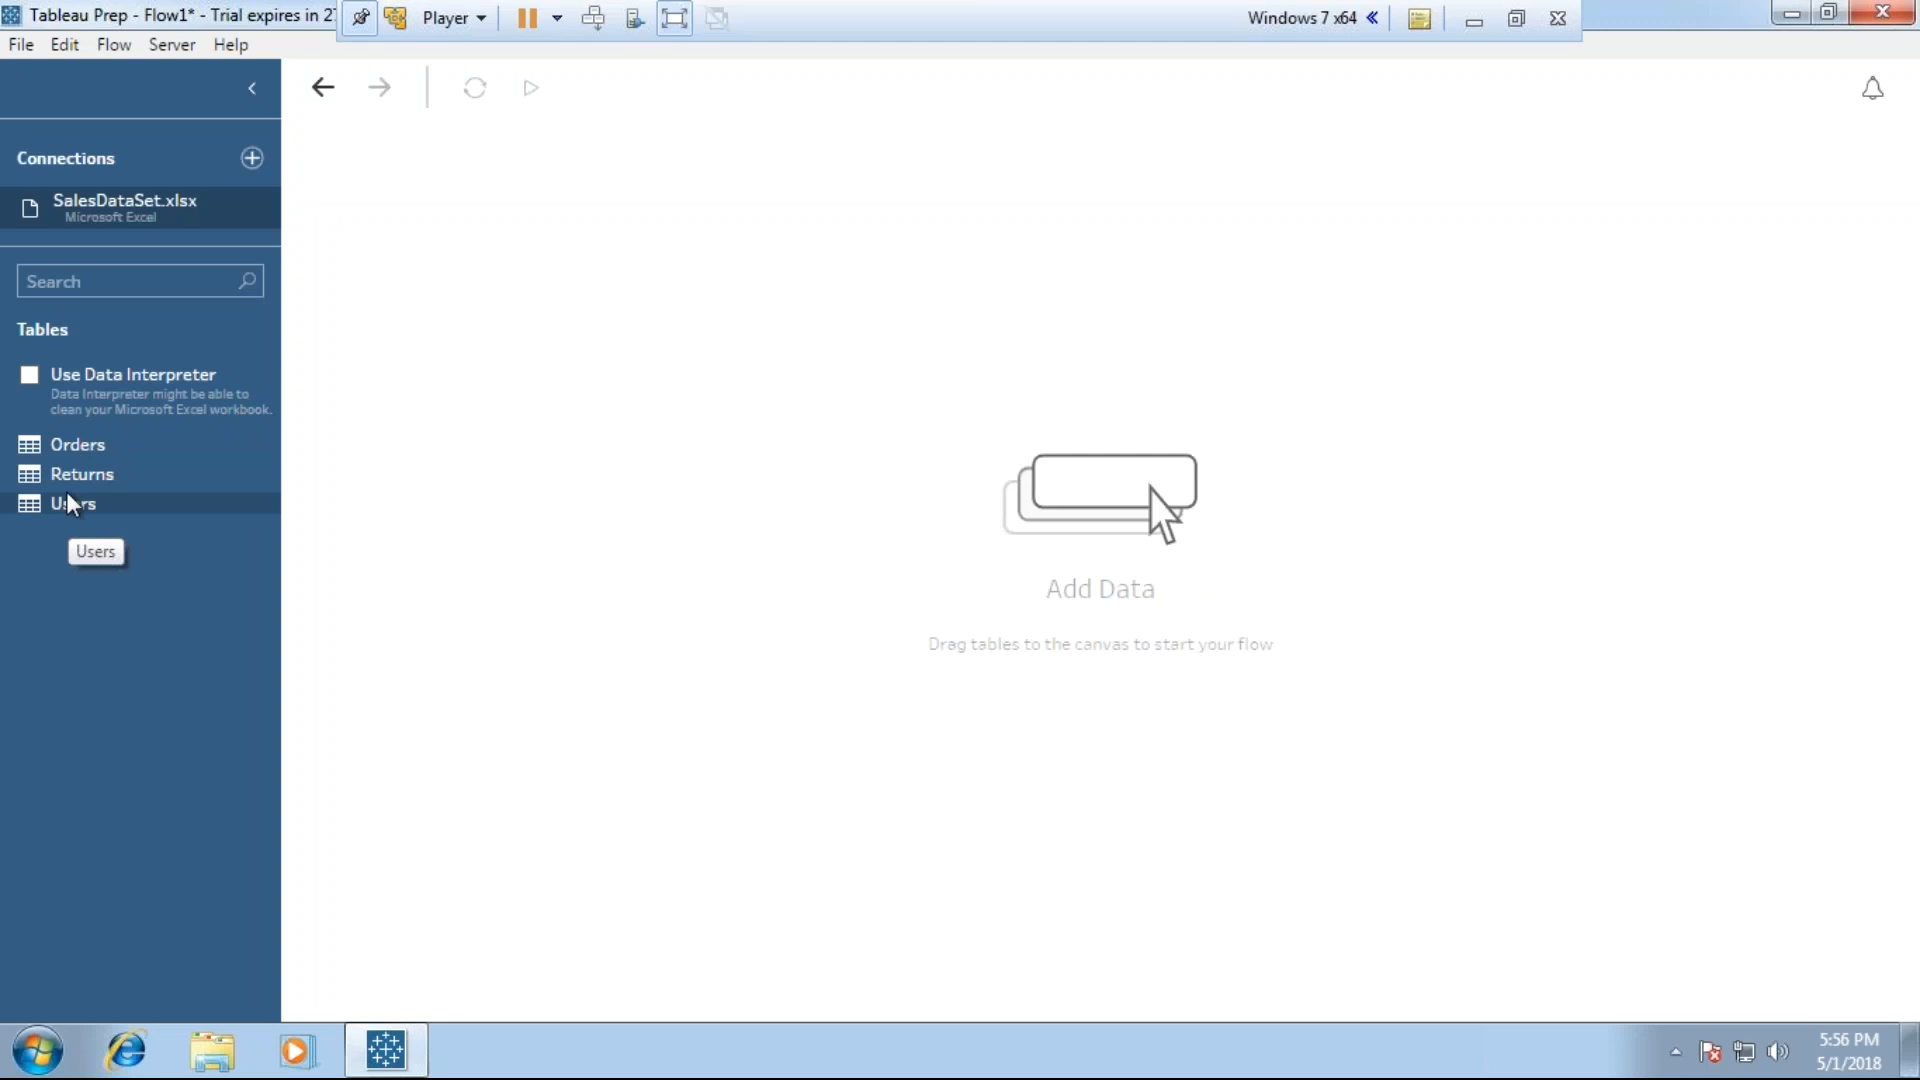 Tableau Prep - Flow1* - Trial expires in 2
Player
Windows 7 x64
File Edit Flow Server Help
Connections
SalesDataSet.xlsx
Microsoft Excel
Search
Tables
Use Data Interpreter
Data Interpreter might be able to
clean your Microsoft Excel workbook.
Orders
Returns
Users
Users
Add Data
Drag tables to the canvas to start your flow
5:56 PM
5/1/2018